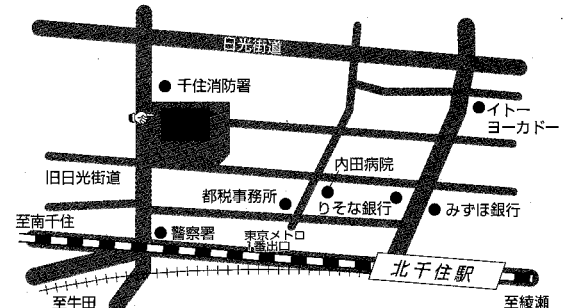 日光街道
千住消防署
イトー
ヨーカドー
内田病院
旧日光街道
都税事務所
りそな銀行
みずほ銀行
至南千住
警察署
東京メトロ
1番出口
北千住駅
至牛田
至綾瀬